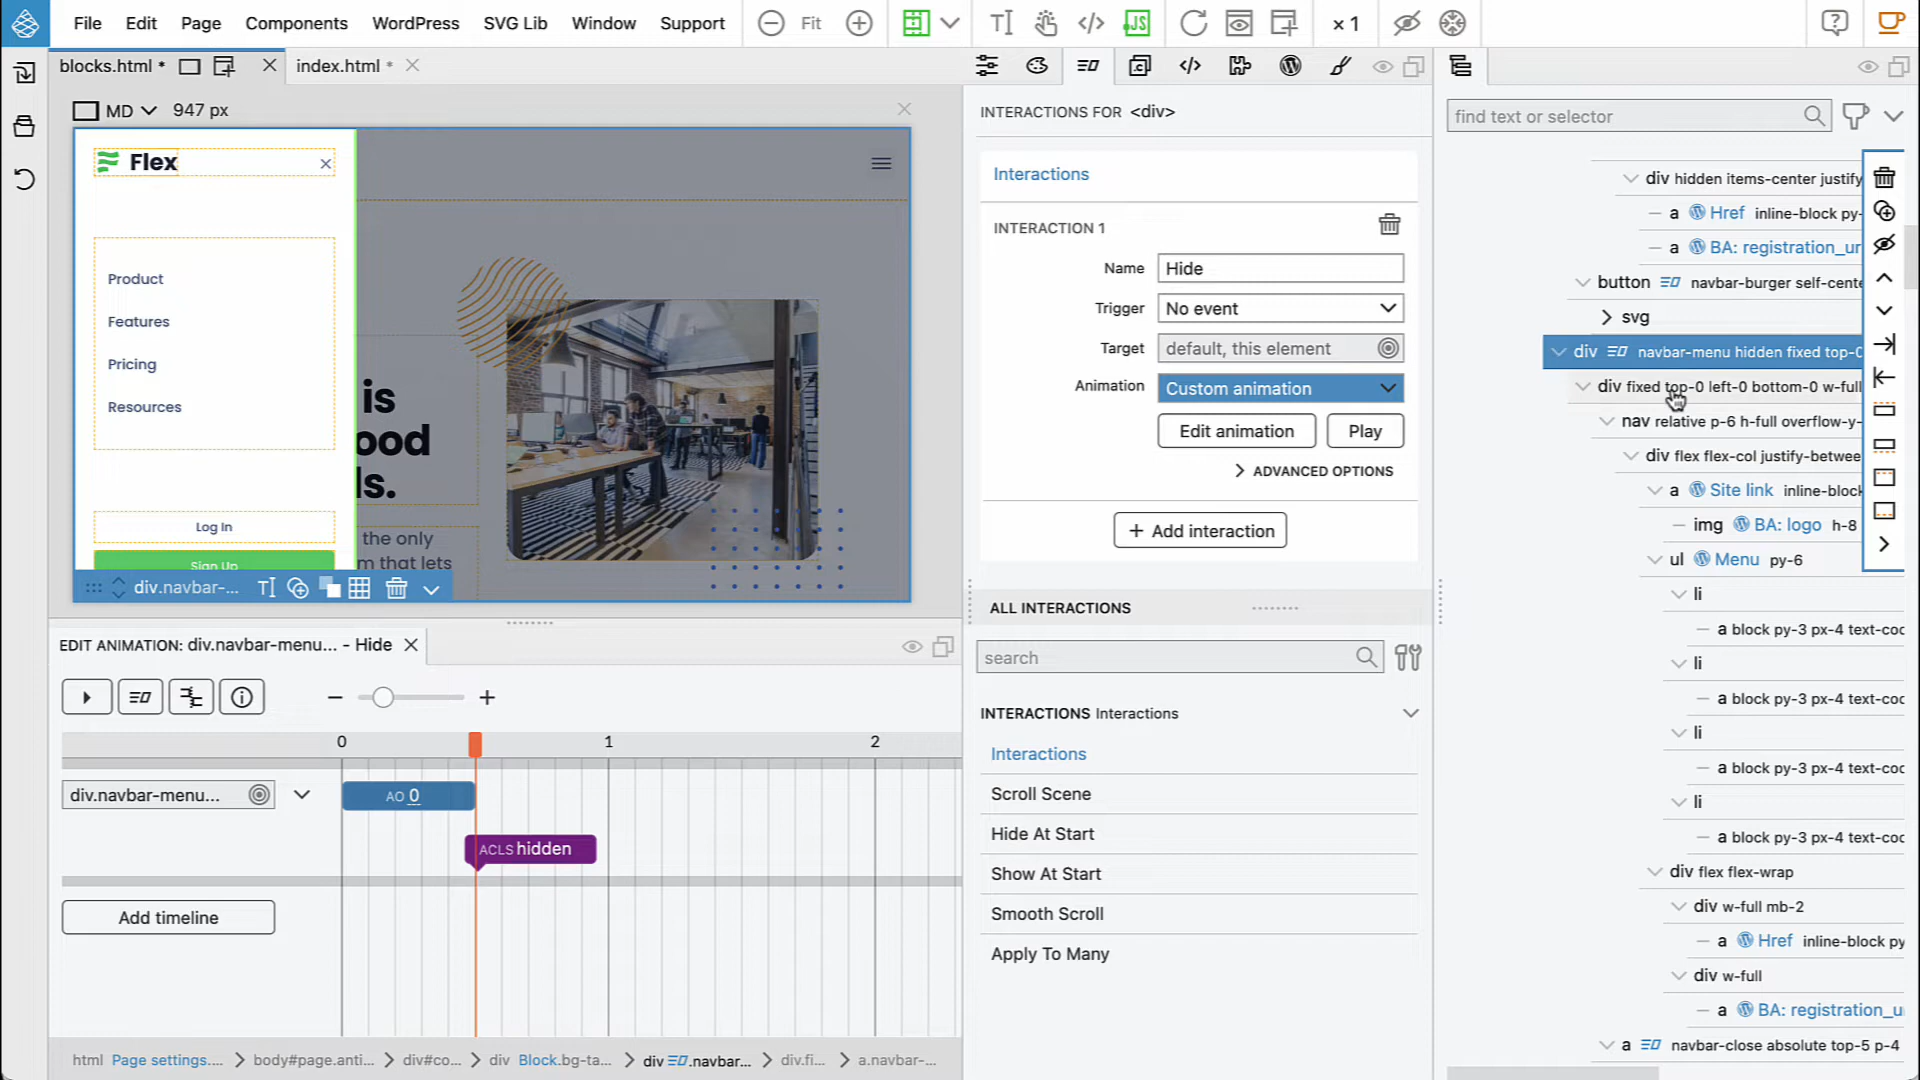 File Edit Page Components WordPress SVG Lib Window Support Fit JS x 1
blocks.html * index.html *
MD 947 px
Flex
Product
Features
Pricing
Resources
Log In
Sign Up
is
ood
ls.
the only
m that lets
div.navbar-...
EDIT ANIMATION: div.navbar-menu... - Hide
0 1 2
div.navbar-menu...
AO 0
ACLS hidden
Add timeline
html Page settings.... body#page.anti... div#co... div Block.bg-ta... div .navbar... div.fi... a.navbar-...
INTERACTIONS FOR <div>
Interactions
INTERACTION 1
Name Hide
Trigger No event
Target default, this element
Animation Custom animation
Edit animation Play
ADVANCED OPTIONS
+ Add interaction
ALL INTERACTIONS
search
INTERACTIONS Interactions
Interactions
Scroll Scene
Hide At Start
Show At Start
Smooth Scroll
Apply To Many
find text or selector
div hidden items-center justify
a Href inline-block py-
a BA: registration_ur
button navbar-burger self-cente
svg
div navbar-menu hidden fixed top-0
div fixed top-0 left-0 bottom-0 w-full
nav relative p-6 h-full overflow-y-
div flex flex-col justify-betwee
a Site link inline-block
img BA: logo h-8
ul Menu py-6
li
a block py-3 px-4 text-coo
li
a block py-3 px-4 text-coo
li
a block py-3 px-4 text-coo
li
a block py-3 px-4 text-coo
div flex flex-wrap
div w-full mb-2
a Href inline-block py
div w-full
a BA: registration_u
a navbar-close absolute top-5 p-4